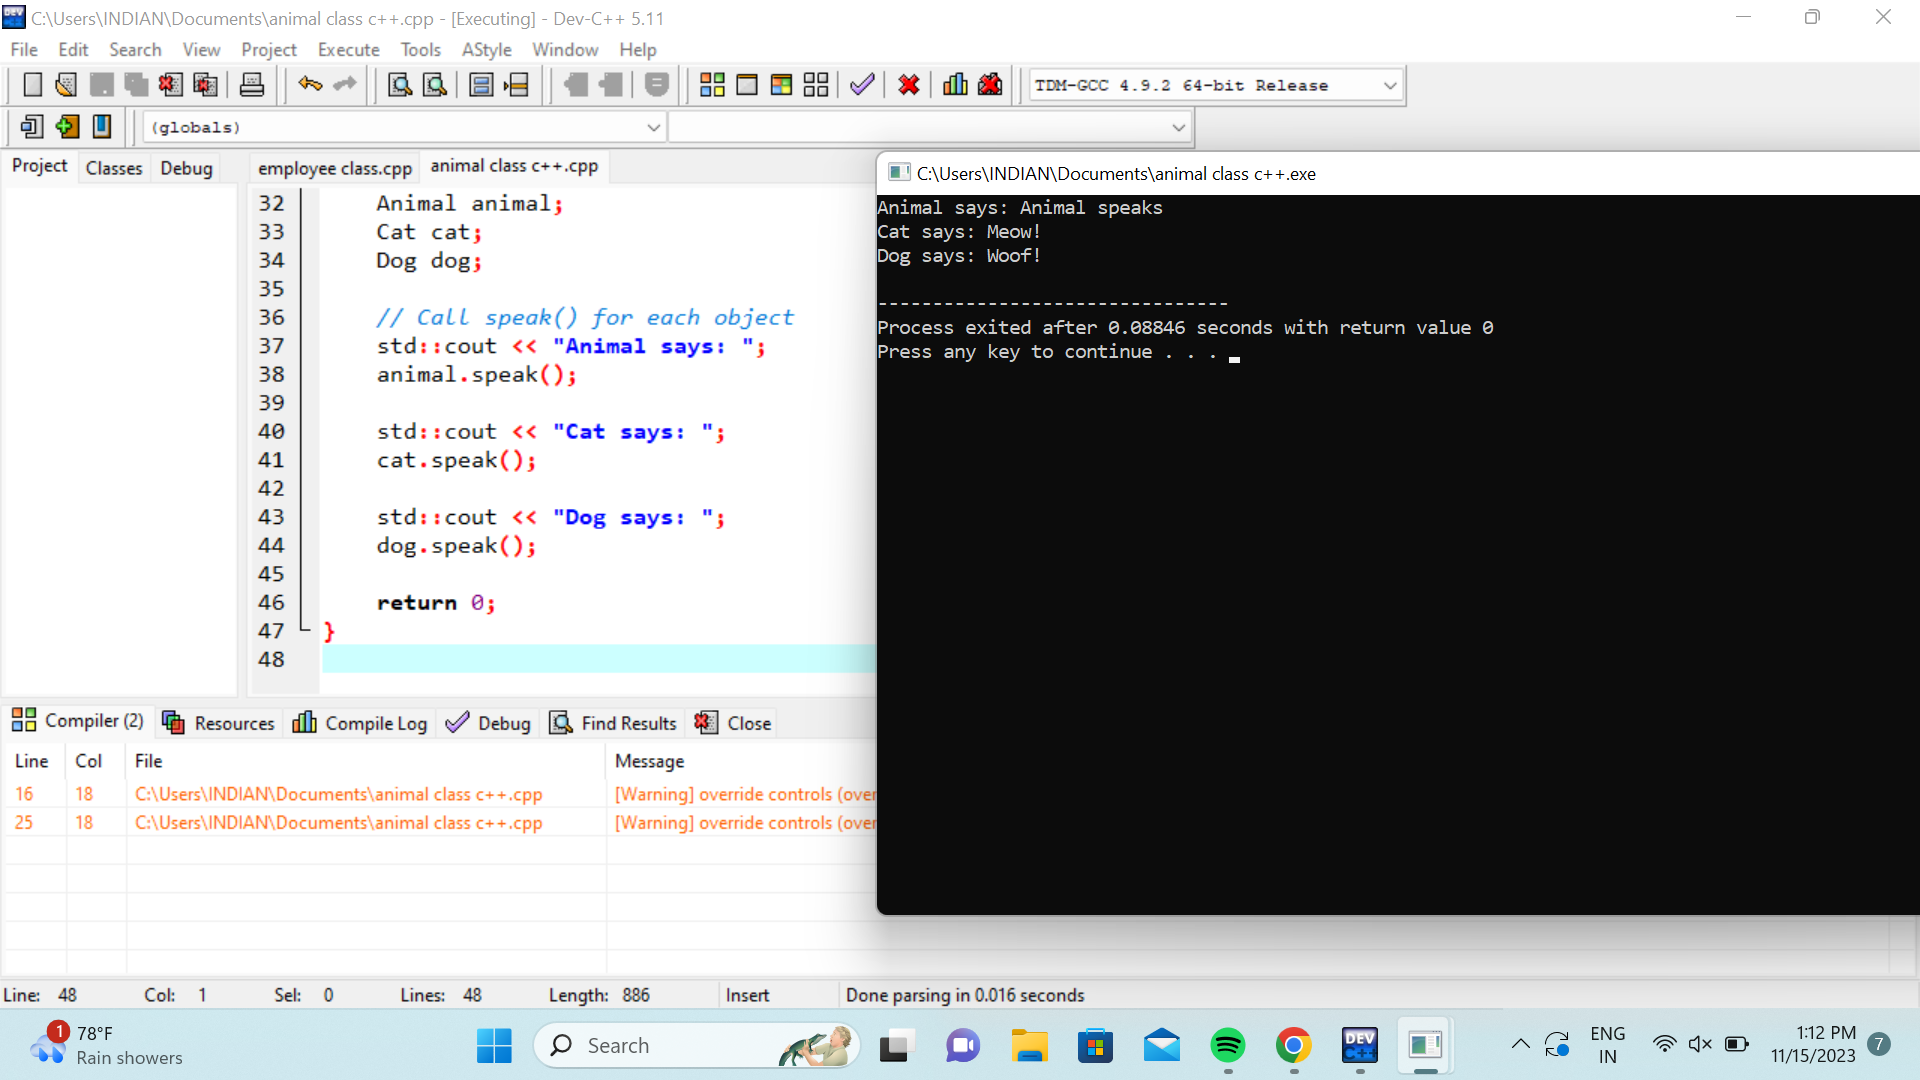 C:\Users\INDIAN\Documents\animal class c++.cpp - [Executing] - Dev-C++ 5.11
File Edit Search View Project Execute Tools AStyle Window Help
TDM-GCC 4.9.2 64-bit Release
(globals)
Project Classes Debug
employee class.cpp animal class c++.cpp
32 Animal animal;
33 Cat cat;
34 Dog dog;
35
36 // Call speak() for each object
37 std::cout << "Animal says: ";
38 animal.speak();
39
40 std::cout << "Cat says: ";
41 cat.speak();
42
43 std::cout << "Dog says: ";
44 dog.speak();
45
46 return 0;
47 }
48
C:\Users\INDIAN\Documents\animal class c++.exe
Animal says: Animal speaks
Cat says: Meow!
Dog says: Woof!
--------------------------------
Process exited after 0.08846 seconds with return value 0
Press any key to continue . . .
Compiler (2) Resources Compile Log Debug Find Results Close
Line Col File Message
16 18 C:\Users\INDIAN\Documents\animal class c++.cpp [Warning] override controls (over
25 18 C:\Users\INDIAN\Documents\animal class c++.cpp [Warning] override controls (over
Line: 48 Col: 1 Sel: 0 Lines: 48 Length: 886 Insert Done parsing in 0.016 seconds
1
78°F
Rain showers
Search
DEV
C++
ENG
IN
1:12 PM
11/15/2023
7